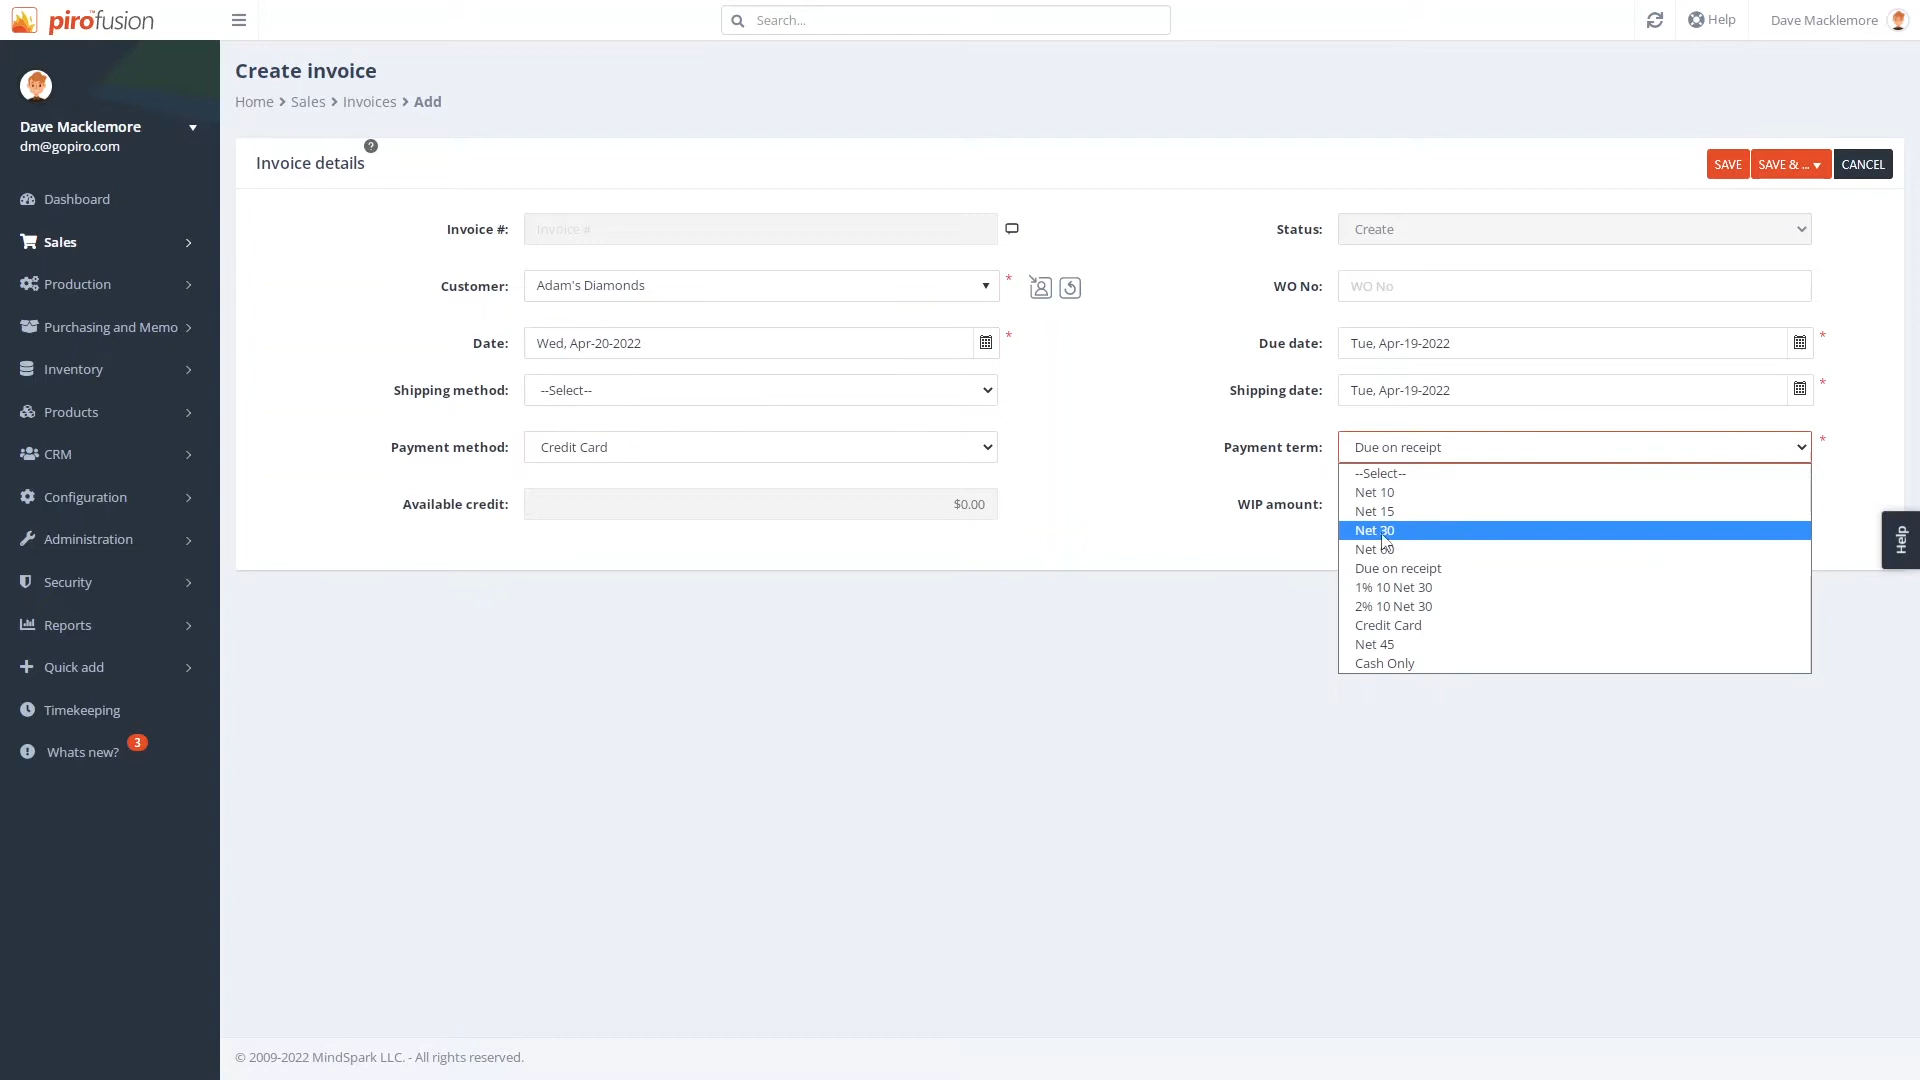 piro™fusion
Search...
Help
Dave Macklemore
Dave Macklemore
dm@gopiro.com
Dashboard
Sales
Production
Purchasing and Memo
Inventory
Products
CRM
Configuration
Administration
Security
Reports
Quick add
Timekeeping
Whats new?
3
Create invoice
Home > Sales > Invoices > Add
Invoice details
?
SAVE
SAVE & ...
CANCEL
Invoice #:
Invoice #
Status:
Create
Customer:
Adam's Diamonds
*
WO No:
WO No
Date:
Wed, Apr-20-2022
*
Due date:
Tue, Apr-19-2022
*
Shipping method:
--Select--
Shipping date:
Tue, Apr-19-2022
*
Payment method:
Credit Card
Payment term:
Due on receipt
*
Available credit:
$0.00
WIP amount:
--Select--
Net 10
Net 15
Net 30
Net
Due on receipt
1% 10 Net 30
2% 10 Net 30
Credit Card
Net 45
Cash Only
Help
© 2009-2022 MindSpark LLC. - All rights reserved.